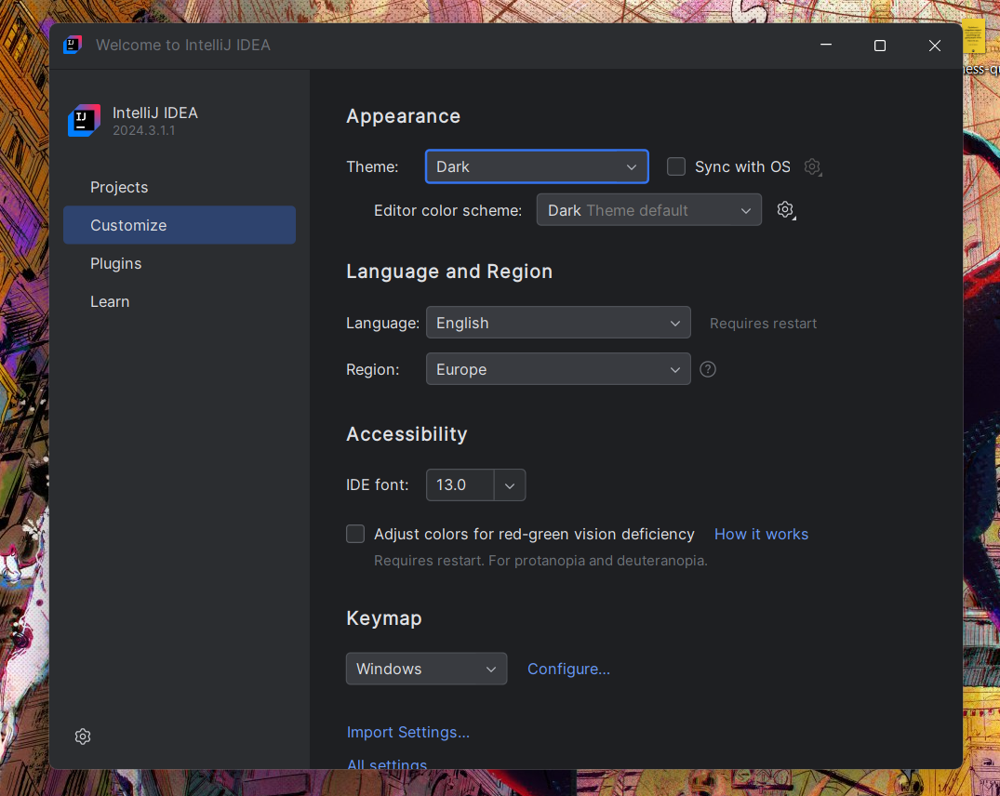 Welcome to IntelliJ IDEA
IJ
IntelliJ IDEA
2024.3.1.1
Projects
Customize
Plugins
Learn
Appearance
Theme: Dark Sync with OS
Editor color scheme: Dark Theme default
Language and Region
Language: English Requires restart
Region: Europe ?
Accessibility
IDE font: 13.0
Adjust colors for red-green vision deficiency How it works
Requires restart. For protanopia and deuteranopia.
Keymap
Windows Configure...
Import Settings...
All settings